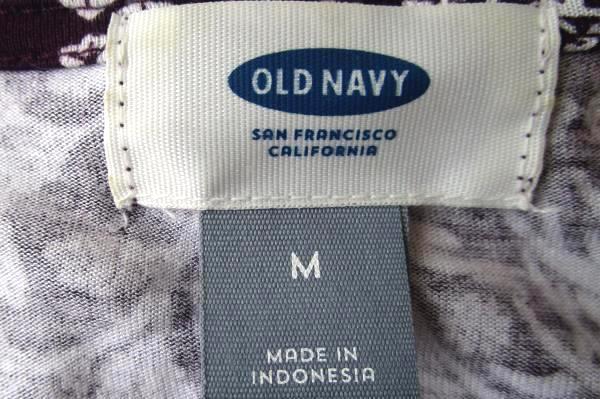 OLD NAVY
SAN FRANCISCO
CALIFORNIA
M
MADE IN
INDONESIA